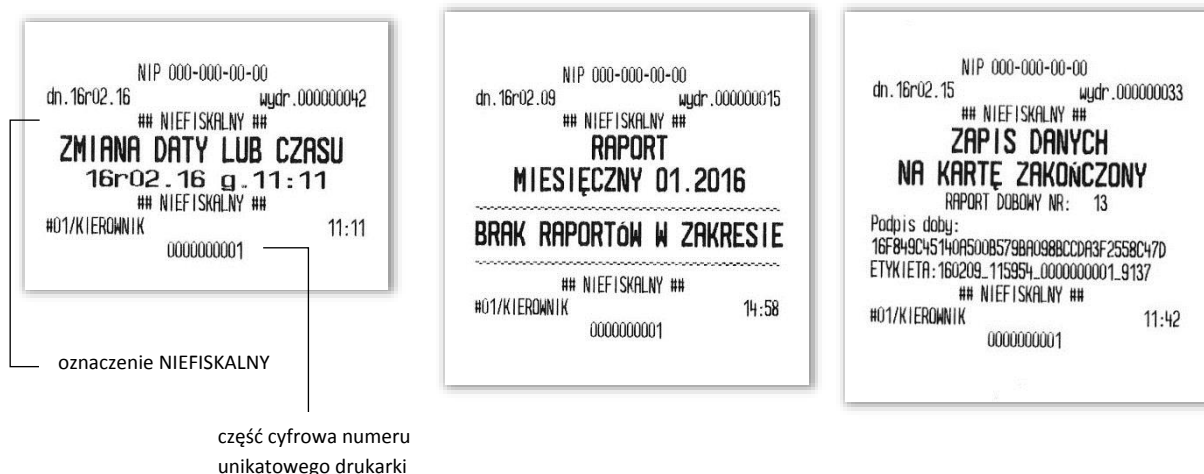 NIP 000-000-00-00
dn.16r02.16 wydr.000000042
## NIEFISKALNY ##
ZMIANA DATY LUB CZASU
16r02.16 g.11:11
## NIEFISKALNY ##
#01/KIEROWNIK 11:11
0000000001
oznaczenie NIEFISKALNY
część cyfrowa numeru
unikatowego drukarki
NIP 000-000-00-00
dn.16r02.09 wydr.000000015
## NIEFISKALNY ##
RAPORT
MIESIĘCZNY 01.2016
BRAK RAPORTÓW W ZAKRESIE
## NIEFISKALNY ##
#01/KIEROWNIK 14:58
0000000001
NIP 000-000-00-00
dn.16r02.15 wydr.000000033
## NIEFISKALNY ##
ZAPIS DANYCH
NA KARTĘ ZAKOŃCZONY
RAPORT DOBOWY NR: 13
Podpis doby:
16F849C45140A500B579BA098BCCDA3F2558C47D
ETYKIETA:160209_115954_0000000001_9137
## NIEFISKALNY ##
#01/KIEROWNIK 11:42
0000000001